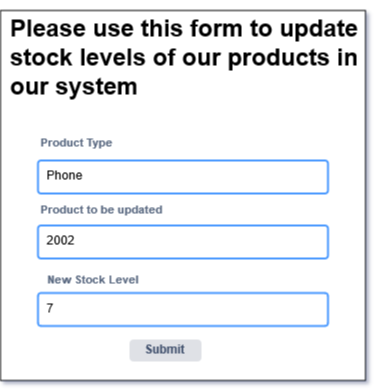 Please use this form to update
stock levels of our products in
our system
Product Type
Phone
Product to be updated
2002
New Stock Level
7
Submit